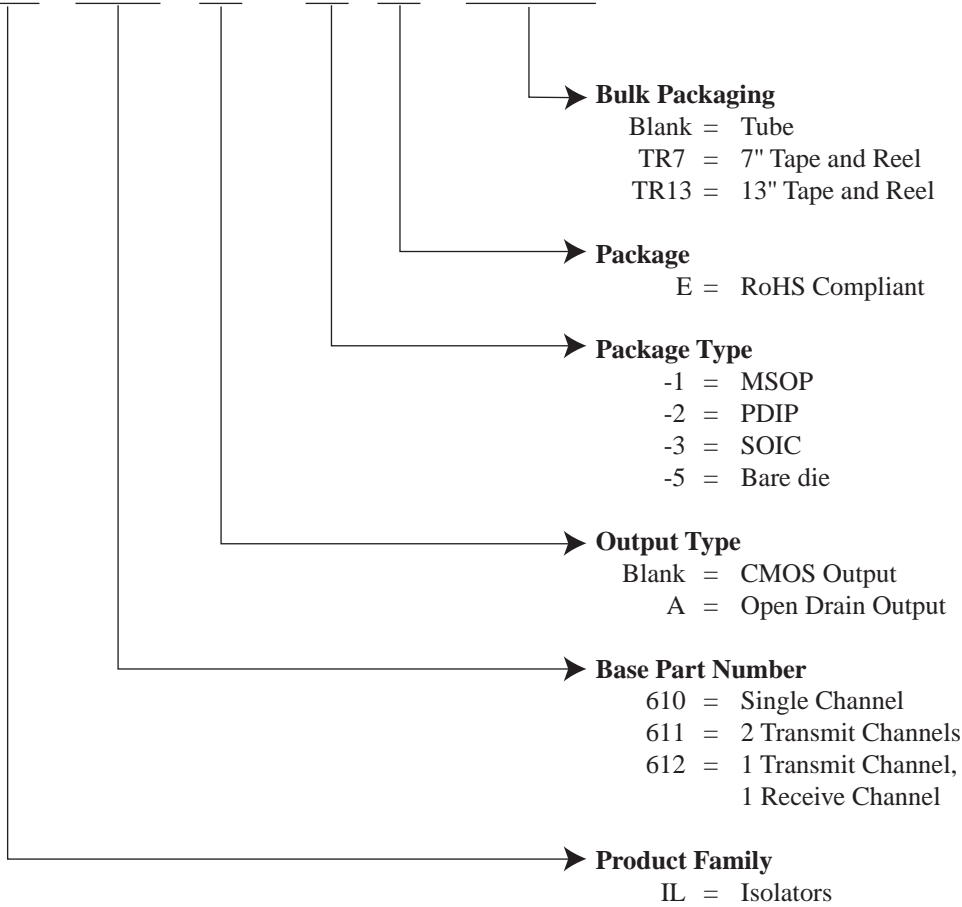 Bulk Packaging
Blank = Tube
TR7 = 7" Tape and Reel
TR13 = 13" Tape and Reel
Package
E = RoHS Compliant
Package Type
-1 = MSOP
-2 = PDIP
-3 = SOIC
-5 = Bare die
Output Type
Blank = CMOS Output
A = Open Drain Output
Base Part Number
610 = Single Channel
611 = 2 Transmit Channels
612 = 1 Transmit Channel,
1 Receive Channel
Product Family
IL = Isolators